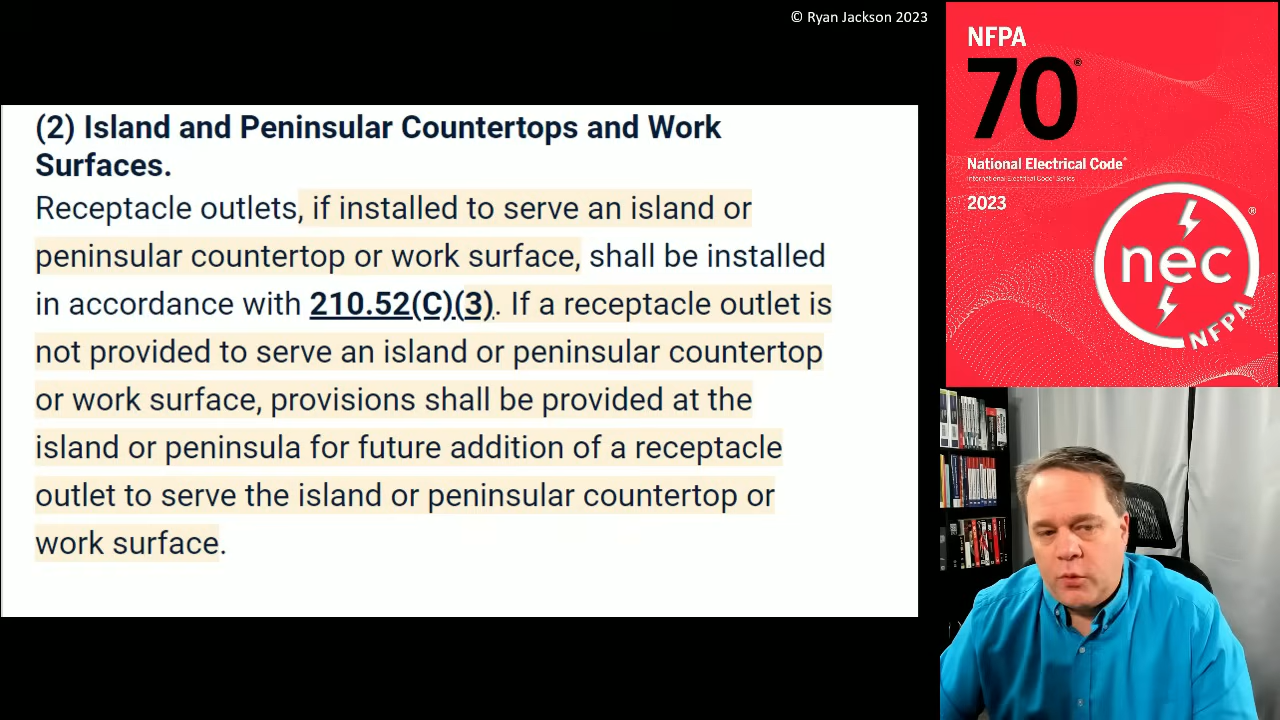 © Ryan Jackson 2023
(2) Island and Peninsular Countertops and Work
Surfaces.
Receptacle outlets, if installed to serve an island or
peninsular countertop or work surface, shall be installed
in accordance with 210.52(C)(3). If a receptacle outlet is
not provided to serve an island or peninsular countertop
or work surface, provisions shall be provided at the
island or peninsula for future addition of a receptacle
outlet to serve the island or peninsular countertop or
work surface.
NFPA
70®
National Electrical Code®
International Electrical Code® Series
2023
®
nec
NFPA